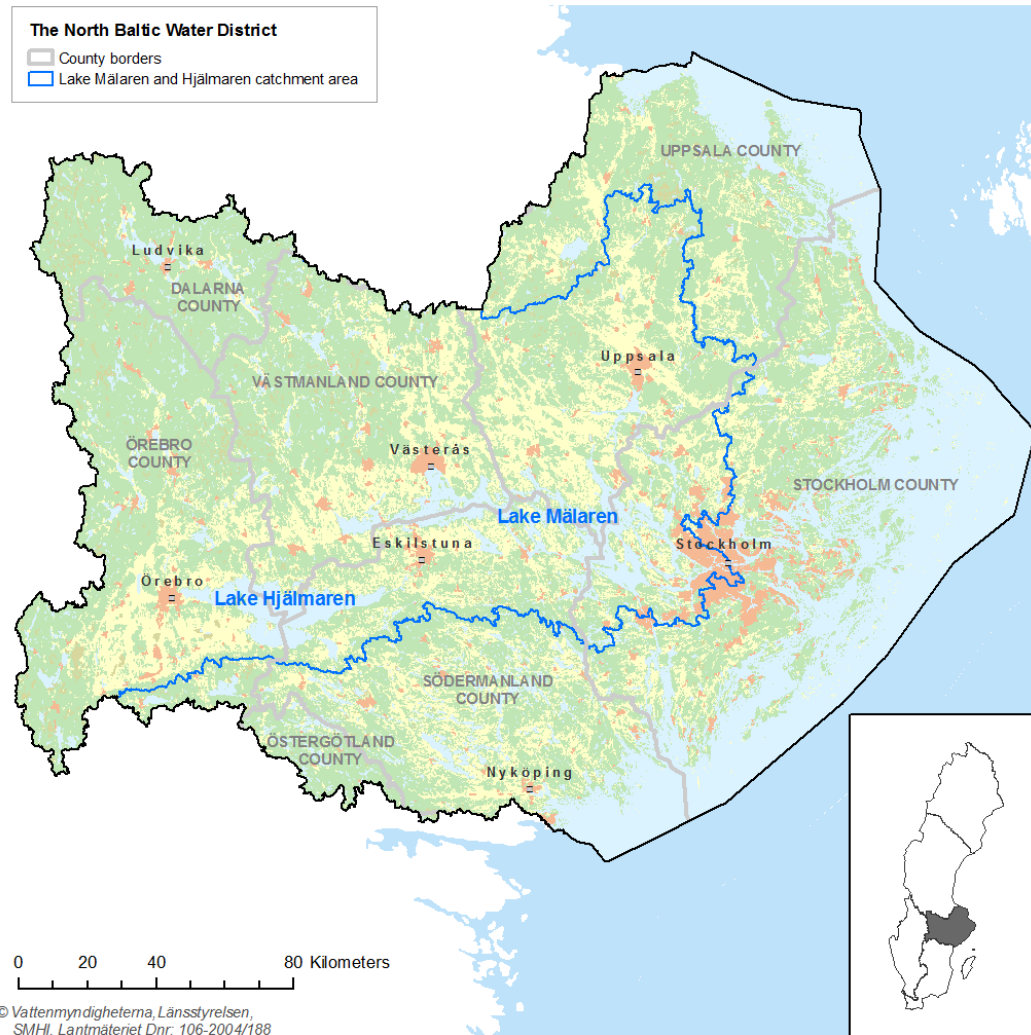 The North Baltic Water District
County borders
Lake Mälaren and Hjälmaren catchment area
UPPSALA COUNTY
Ludvika
DALARNA
COUNTY
Uppsala
VÄSTMANLAND COUNTY
ÖREBRO
COUNTY
Västerås
STOCKHOLM COUNTY
Lake Mälaren
Eskilstuna
Stockholm
Örebro
Lake Hjälmaren
SÖDERMANLAND
COUNTY
ÖSTERGÖTLAND
COUNTY
Nyköping
0 20 40 80 Kilometers
© Vattenmyndigheterna, Länsstyrelsen,
SMHI, Lantmäteriet Dnr: 106-2004/188